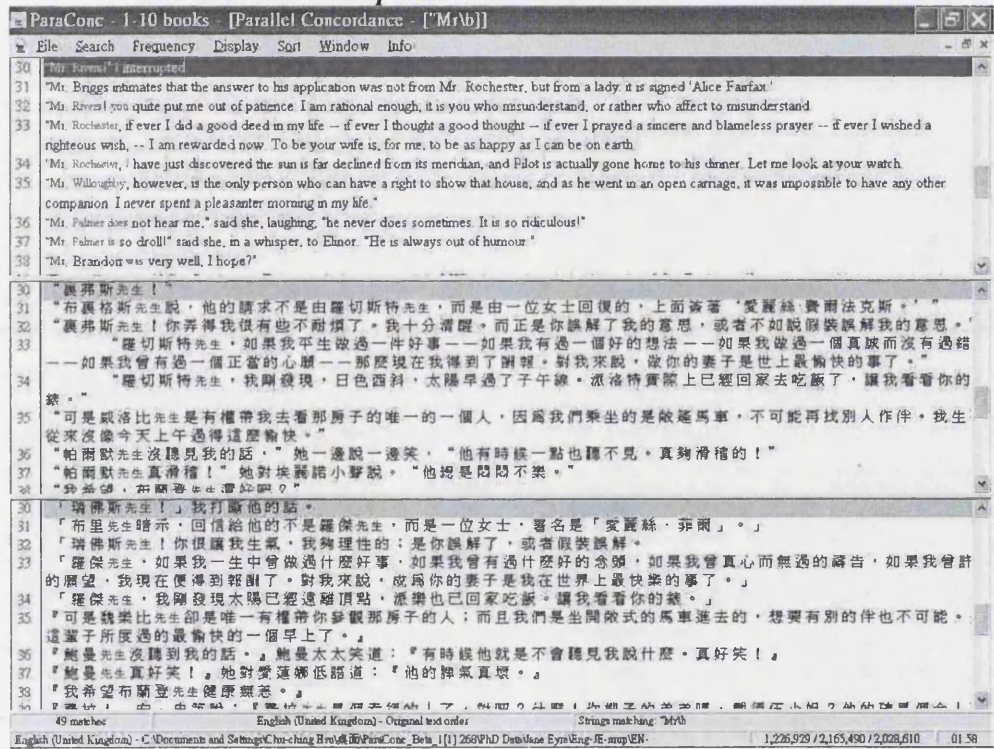 ParaConc - 1-10 books - [Parallel Concordance - ["Mr\b]]
File Search Frequency Display Sort Window Info
30 "Mr. Rivers!" I interrupted
31 "Mr. Briggs intimates that the answer to his application was not from Mr. Rochester, but from a lady: it is signed 'Alice Fairfax.'
32 "Mr. Rivers! you quite put me out of patience. I am rational enough, it is you who misunderstand, or rather who affect to misunderstand.
33 "Mr. Rochester, if ever I did a good deed in my life -- if ever I thought a good thought -- if ever I prayed a sincere and blameless prayer -- if ever I wished a
righteous wish, -- I am rewarded now. To be your wife is, for me, to be as happy as I can be on earth.
34 "Mr. Rochester, I have just discovered the sun is far declined from its meridian, and Pilot is actually gone home to his dinner. Let me look at your watch.
35 "Mr. Willoughby, however, is the only person who can have a right to show that house, and as he went in an open carriage, it was impossible to have any other
companion. I never spent a pleasanter morning in my life."
36 "Mr. Palmer does not hear me," said she, laughing, "he never does sometimes. It is so ridiculous!"
37 "Mr. Palmer is so droll!" said she, in a whisper, to Elinor. "He is always out of humour."
38 "Mr. Brandon was very well, I hope?"
30 "裏弗斯先生！"
31 "布裏格斯先生說，他的請求不是由羅切斯特先生，而是由一位女士回復的，上面簽著 '愛麗絲·費爾法克斯。' "
32 "裏弗斯先生！你弄得我很有些不耐煩了。我十分清醒。而正是你誤解了我的意思，或者不如說假裝誤解我的意思。"
33 "羅切斯特先生，如果我平生做過一件好事——如果我有過一個好的想法——如果我做過一個真誠而沒有過錯
——如果我曾有過一個正當的心願——那麼現在我得到了酬報。對我來說，做你的妻子是世上最愉快的事了。"
34 "羅切斯特先生，我剛發現，日色西斜，太陽早過了子午線。派洛特實際上已經回家去吃飯了，讓我看看你的
錶。"
35 "可是威洛比先生是有權帶我去看那房子的唯一的一個人，因為我們乘坐的是敞篷馬車，不可能再找別人作伴。我生
從來沒像今天上午過得這麼愉快。"
36 "帕爾默先生沒聽見我的話，" 她一邊說一邊笑，"他有時候一點也聽不見。真夠滑稽的！"
37 "帕爾默先生真滑稽！" 她對埃麗諾小聲說。"他總是悶悶不樂。"
38 "我希望，布蘭登先生還好吧？"
30 「瑞佛斯先生！」我打斷他的話。
31 「布里先生暗示，回信給他的不是羅傑先生，而是一位女士，署名是「愛麗絲·菲爾」。」
32 「瑞佛斯先生！你很讓我生氣，我夠理性的；是你誤解了，或者假裝誤解。
33 「羅傑先生，如果我一生中曾做過什麼好事，如果我曾有過什麼好的念頭，如果我曾真心而無過的禱告，如果我曾許
的願望，我現在便得到報酬了。對我來說，成為你的妻子是我在世界上最快樂的事了。」
34 「羅傑先生，我剛發現太陽已經遠離頂點，派樂也已回家吃飯。讓我看看你的錶。」
35 『可是魏樂比先生卻是唯一有權帶你參觀那房子的人；而且我們是坐開敞式的馬車進去的，想要有別的伴也不可能。
這輩子所度過的最愉快的一個早上了。』
36 『鮑曼先生沒聽到我的話。』鮑曼太太笑道：『有時候他就是不會聽見我說什麼。真好笑！』
37 『鮑曼先生真好笑！』她對愛蓮娜低語道：『他的脾氣真壞。』
38 『我希望布蘭登先生健康無恙。』
49 matches English (United Kingdom) - Original text order Strings matching: "Mr\b
English (United Kingdom) - C:\Documents and Settings\Chu-ching Hsu\桌面\ParaConc_Beta_1[1] 268\PhD Data\Jane Eyre\Eng-JE-mup\EN- 1,226,929 / 2,165,490 / 2,028,610 01:58